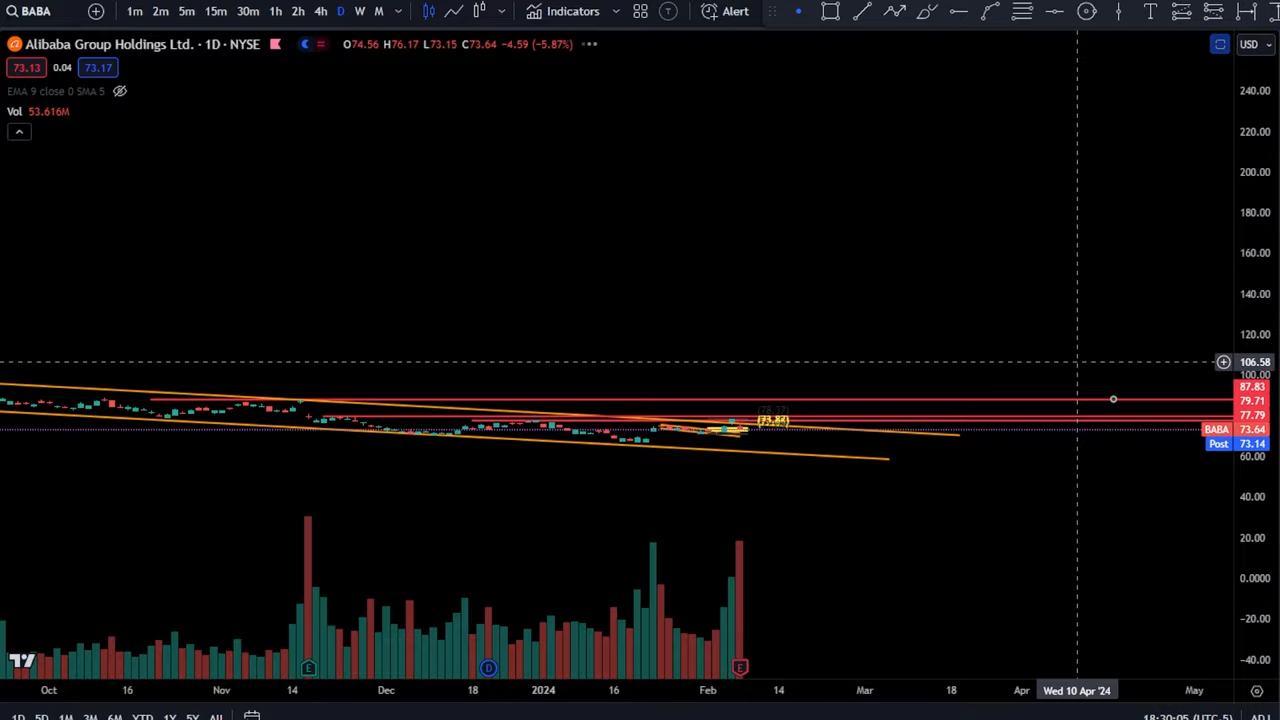 BABA 1m 2m 5m 15m 30m 1h 2h 4h D W M Indicators Alert
Alibaba Group Holdings Ltd. · 1D · NYSE O74.56 H76.17 L73.15 C73.64 -4.59 (-5.87%) USD
73.13 0.04 73.17
EMA 9 close 0 SMA 5
Vol 53.616M
240.00
220.00
200.00
180.00
160.00
140.00
120.00
106.58
100.00
87.83
79.71
77.79
BABA 73.64
Post 73.14
60.00
40.00
20.00
0.0000
-20.00
-40.00
E D E
Oct 16 Nov 14 Dec 18 2024 16 Feb 14 Mar 18 Apr Wed 10 Apr '24 May
1D 5D 1M 3M 6M YTD 1Y 5Y All 18:30:05 (UTC-5) ADJ